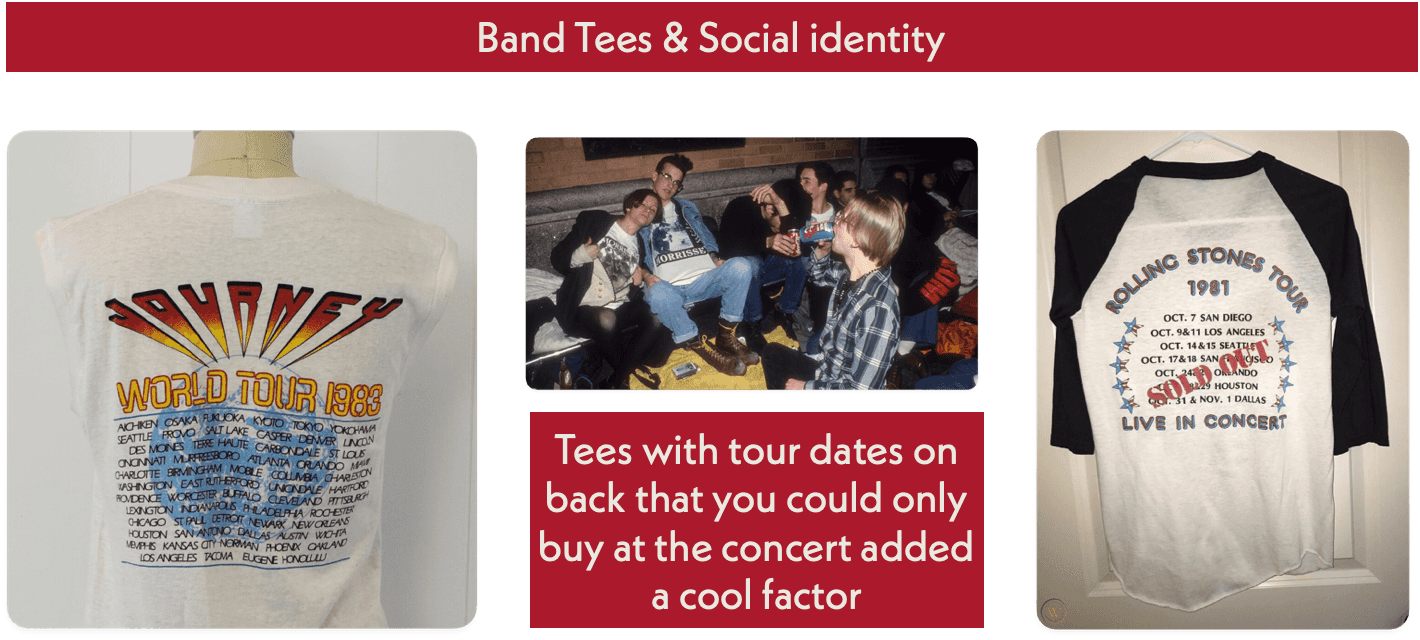 Band Tees & Social identity
JOURNEY
WORLD TOUR 1983
AICHIKEN OSAKA FUKUOKA KYOTO TOKYO YOKOHAMA
SEATTLE PROVO SALT LAKE CASPER DENVER LINCOLN
DES MOINES TERRE HAUTE CARBONDALE ST LOUIS
CINCINNATI MURFREESBORO ATLANTA ORLANDO MIAMI
CHARLOTTE BIRMINGHAM MOBILE COLUMBIA CHARLESTON
WASHINGTON EAST RUTHERFORD UNIONDALE HARTFORD
PROVIDENCE WORCESTER BUFFALO CLEVELAND PITTSBURGH
LEXINGTON INDIANAPOLIS PHILADELPHIA ROCHESTER
CHICAGO ST PAUL DETROIT NEWARK NEW ORLEANS
HOUSTON SAN ANTONIO DALLAS AUSTIN WICHITA
MEMPHIS KANSAS CITY NORMAN PHOENIX OAKLAND
LOS ANGELES TACOMA EUGENE HONOLULU
ORRISSE
Tees with tour dates on
back that you could only
buy at the concert added
a cool factor
ROLLING STONES TOUR
1981
OCT. 7 SAN DIEGO
OCT. 9&11 LOS ANGELES
OCT. 14&15 SEATTLE
OCT. 17&18 SAN FRANCISCO
OCT. ORLANDO
HOUSTON
OCT. 31 & NOV. 1 DALLAS
SOLD OUT
LIVE IN CONCERT
W